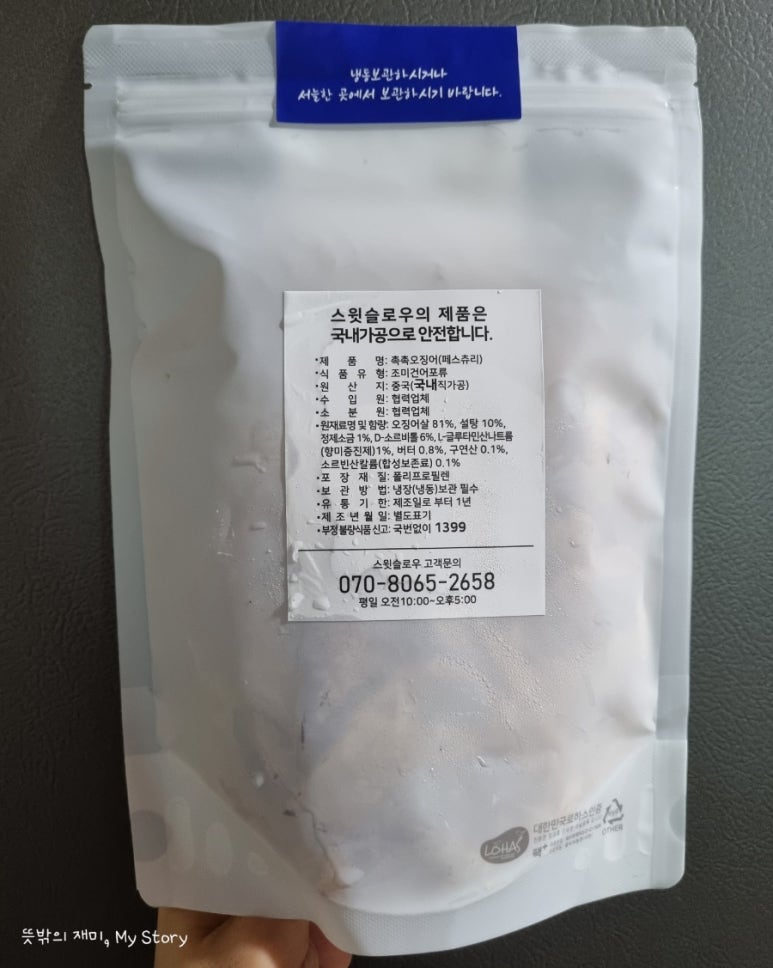 냉동보관하시거나
서늘한 곳에서 보관하시기 바랍니다.
스윗슬로우의 제품은
국내가공으로 안전합니다.
•제 품 명: 촉촉오징어(페스츄리)
•식 품 유 형: 조미건어포류
•원 산 지: 중국(국내직가공)
•수 입 원: 협력업체
•소 분 원: 협력업체
•원재료명 및 함량: 오징어살 81%, 설탕 10%,
정제소금 1%, D-소르비톨 6%, L-글루타민산나트륨
(향미증진제)1%, 버터 0.8%, 구연산 0.1%,
소르빈산칼륨(합성보존료) 0.1%
•포 장 재 질: 폴리프로필렌
•보 관 방 법: 냉장(냉동)보관 필수
•유 통 기 한: 제조일로 부터 1년
•제 조 년 월 일: 별도표기
•부정 불량식품 신고: 국번없이 1399
스윗슬로우 고객문의
070-8065-2658
평일 오전10:00~오후5:00
LOHAS
대한민국로하스인증
팩+
OTHER
뜻밖의 재미, My Story